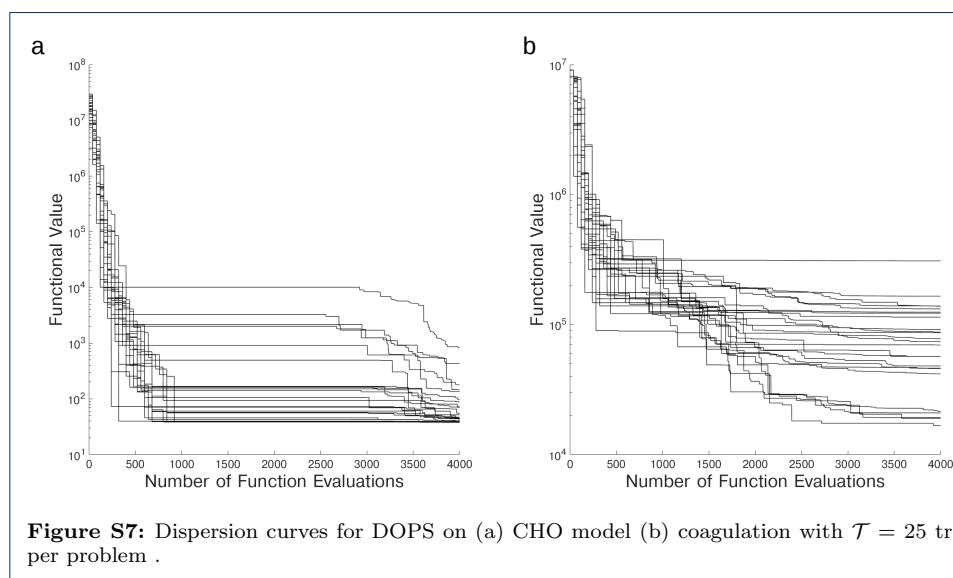 a
b
10^8
10^7
10^6
10^5
10^4
10^3
10^2
10^1
Functional Value
0 500 1000 1500 2000 2500 3000 3500 4000
Number of Function Evaluations
10^7
10^6
10^5
10^4
Functional Value
0 500 1000 1500 2000 2500 3000 3500 4000
Number of Function Evaluations
Figure S7: Dispersion curves for DOPS on (a) CHO model (b) coagulation with 𝒯 = 25 tr
per problem .